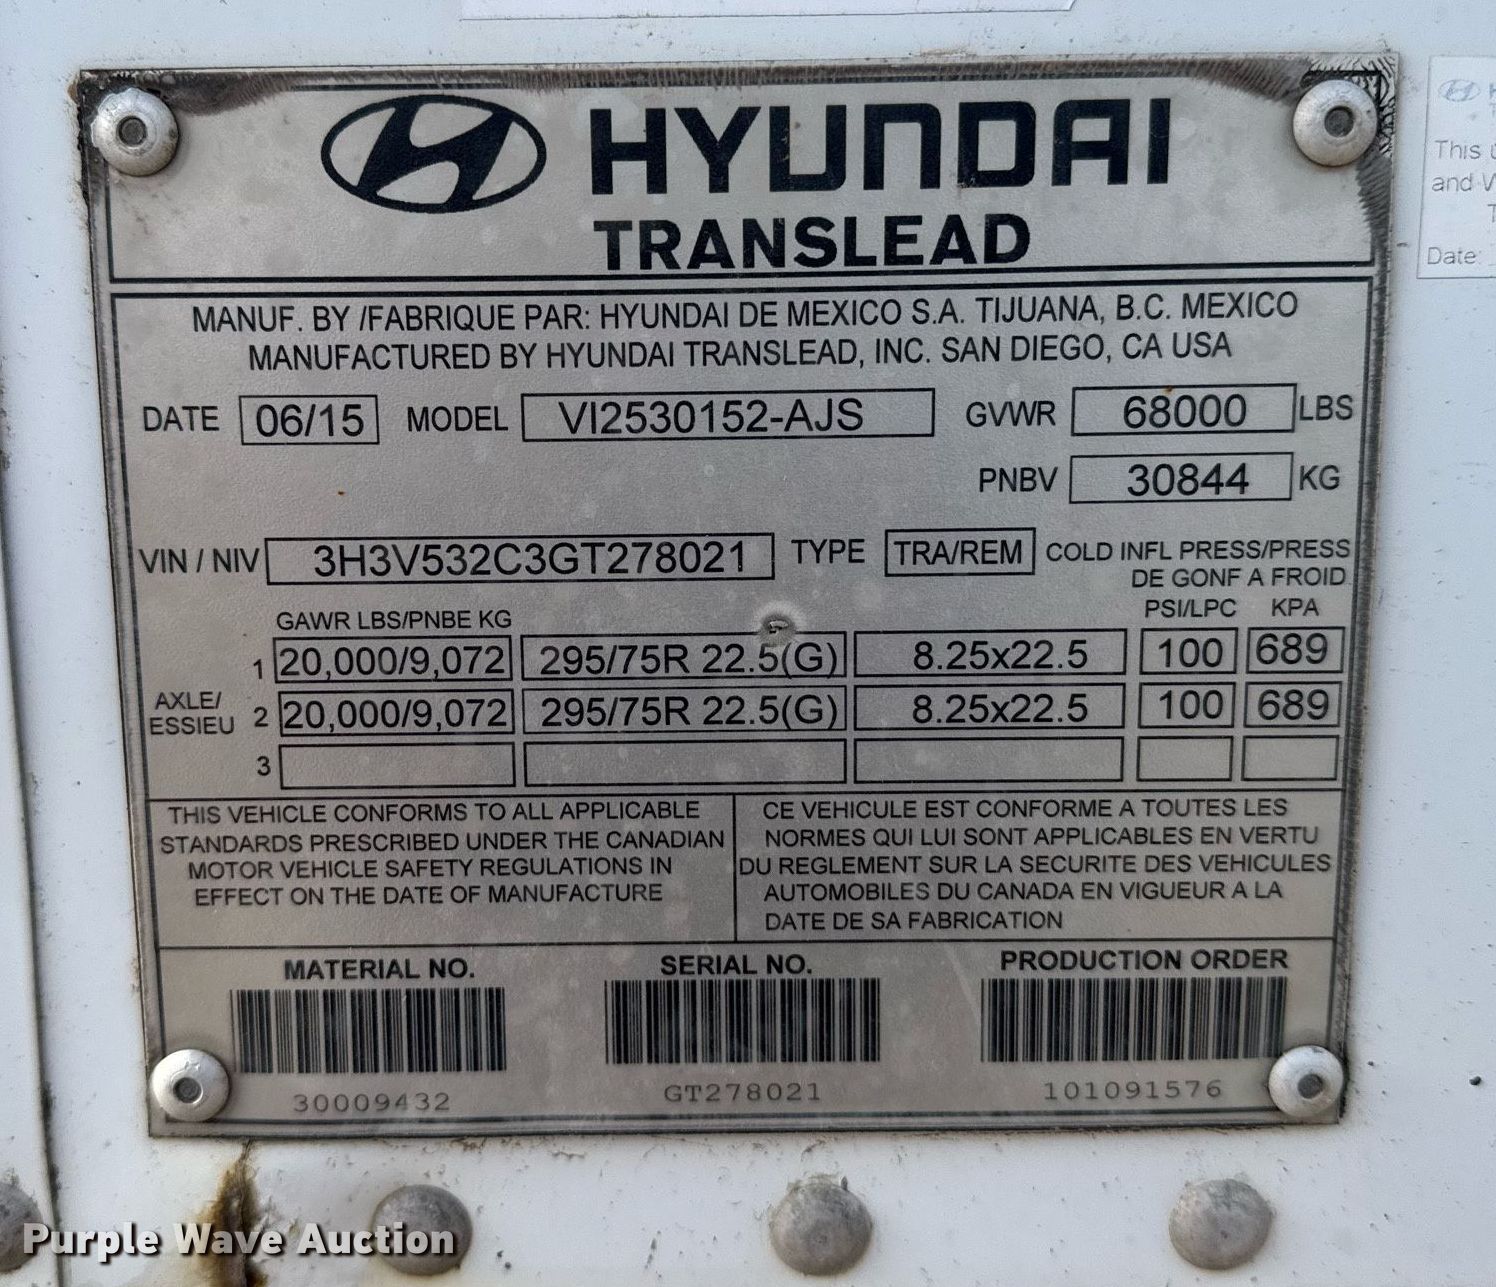 HYUNDAI
TRANSLEAD
MANUF. BY /FABRIQUE PAR: HYUNDAI DE MEXICO S.A. TIJUANA, B.C. MEXICO
MANUFACTURED BY HYUNDAI TRANSLEAD, INC. SAN DIEGO, CA USA
DATE 06/15 MODEL VI2530152-AJS GVWR 68000 LBS
PNBV 30844 KG
VIN / NIV 3H3V532C3GT278021 TYPE TRA/REM COLD INFL PRESS/PRESS
DE GONF A FROID
GAWR LBS/PNBE KG PSI/LPC KPA
1 20,000/9,072 295/75R 22.5(G) 8.25x22.5 100 689
AXLE/
ESSIEU
2 20,000/9,072 295/75R 22.5(G) 8.25x22.5 100 689
3
THIS VEHICLE CONFORMS TO ALL APPLICABLE
STANDARDS PRESCRIBED UNDER THE CANADIAN
MOTOR VEHICLE SAFETY REGULATIONS IN
EFFECT ON THE DATE OF MANUFACTURE
CE VEHICULE EST CONFORME A TOUTES LES
NORMES QUI LUI SONT APPLICABLES EN VERTU
DU REGLEMENT SUR LA SECURITE DES VEHICULES
AUTOMOBILES DU CANADA EN VIGUEUR A LA
DATE DE SA FABRICATION
MATERIAL NO. SERIAL NO. PRODUCTION ORDER
30009432 GT278021 101091576
This
and
Date:
Purple Wave Auction